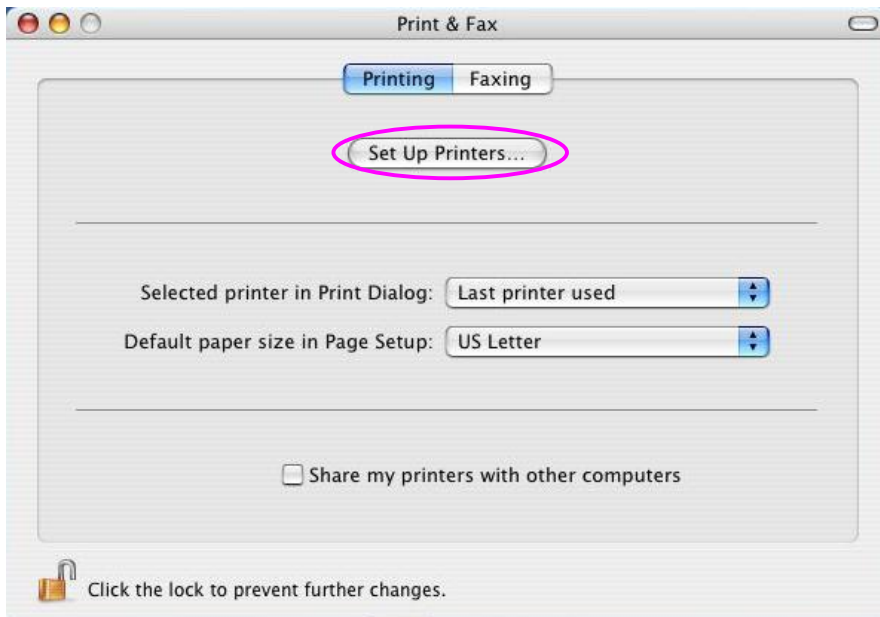 Print & Fax
Printing Faxing
Set Up Printers...
Selected printer in Print Dialog: Last printer used
Default paper size in Page Setup: US Letter
Share my printers with other computers
Click the lock to prevent further changes.